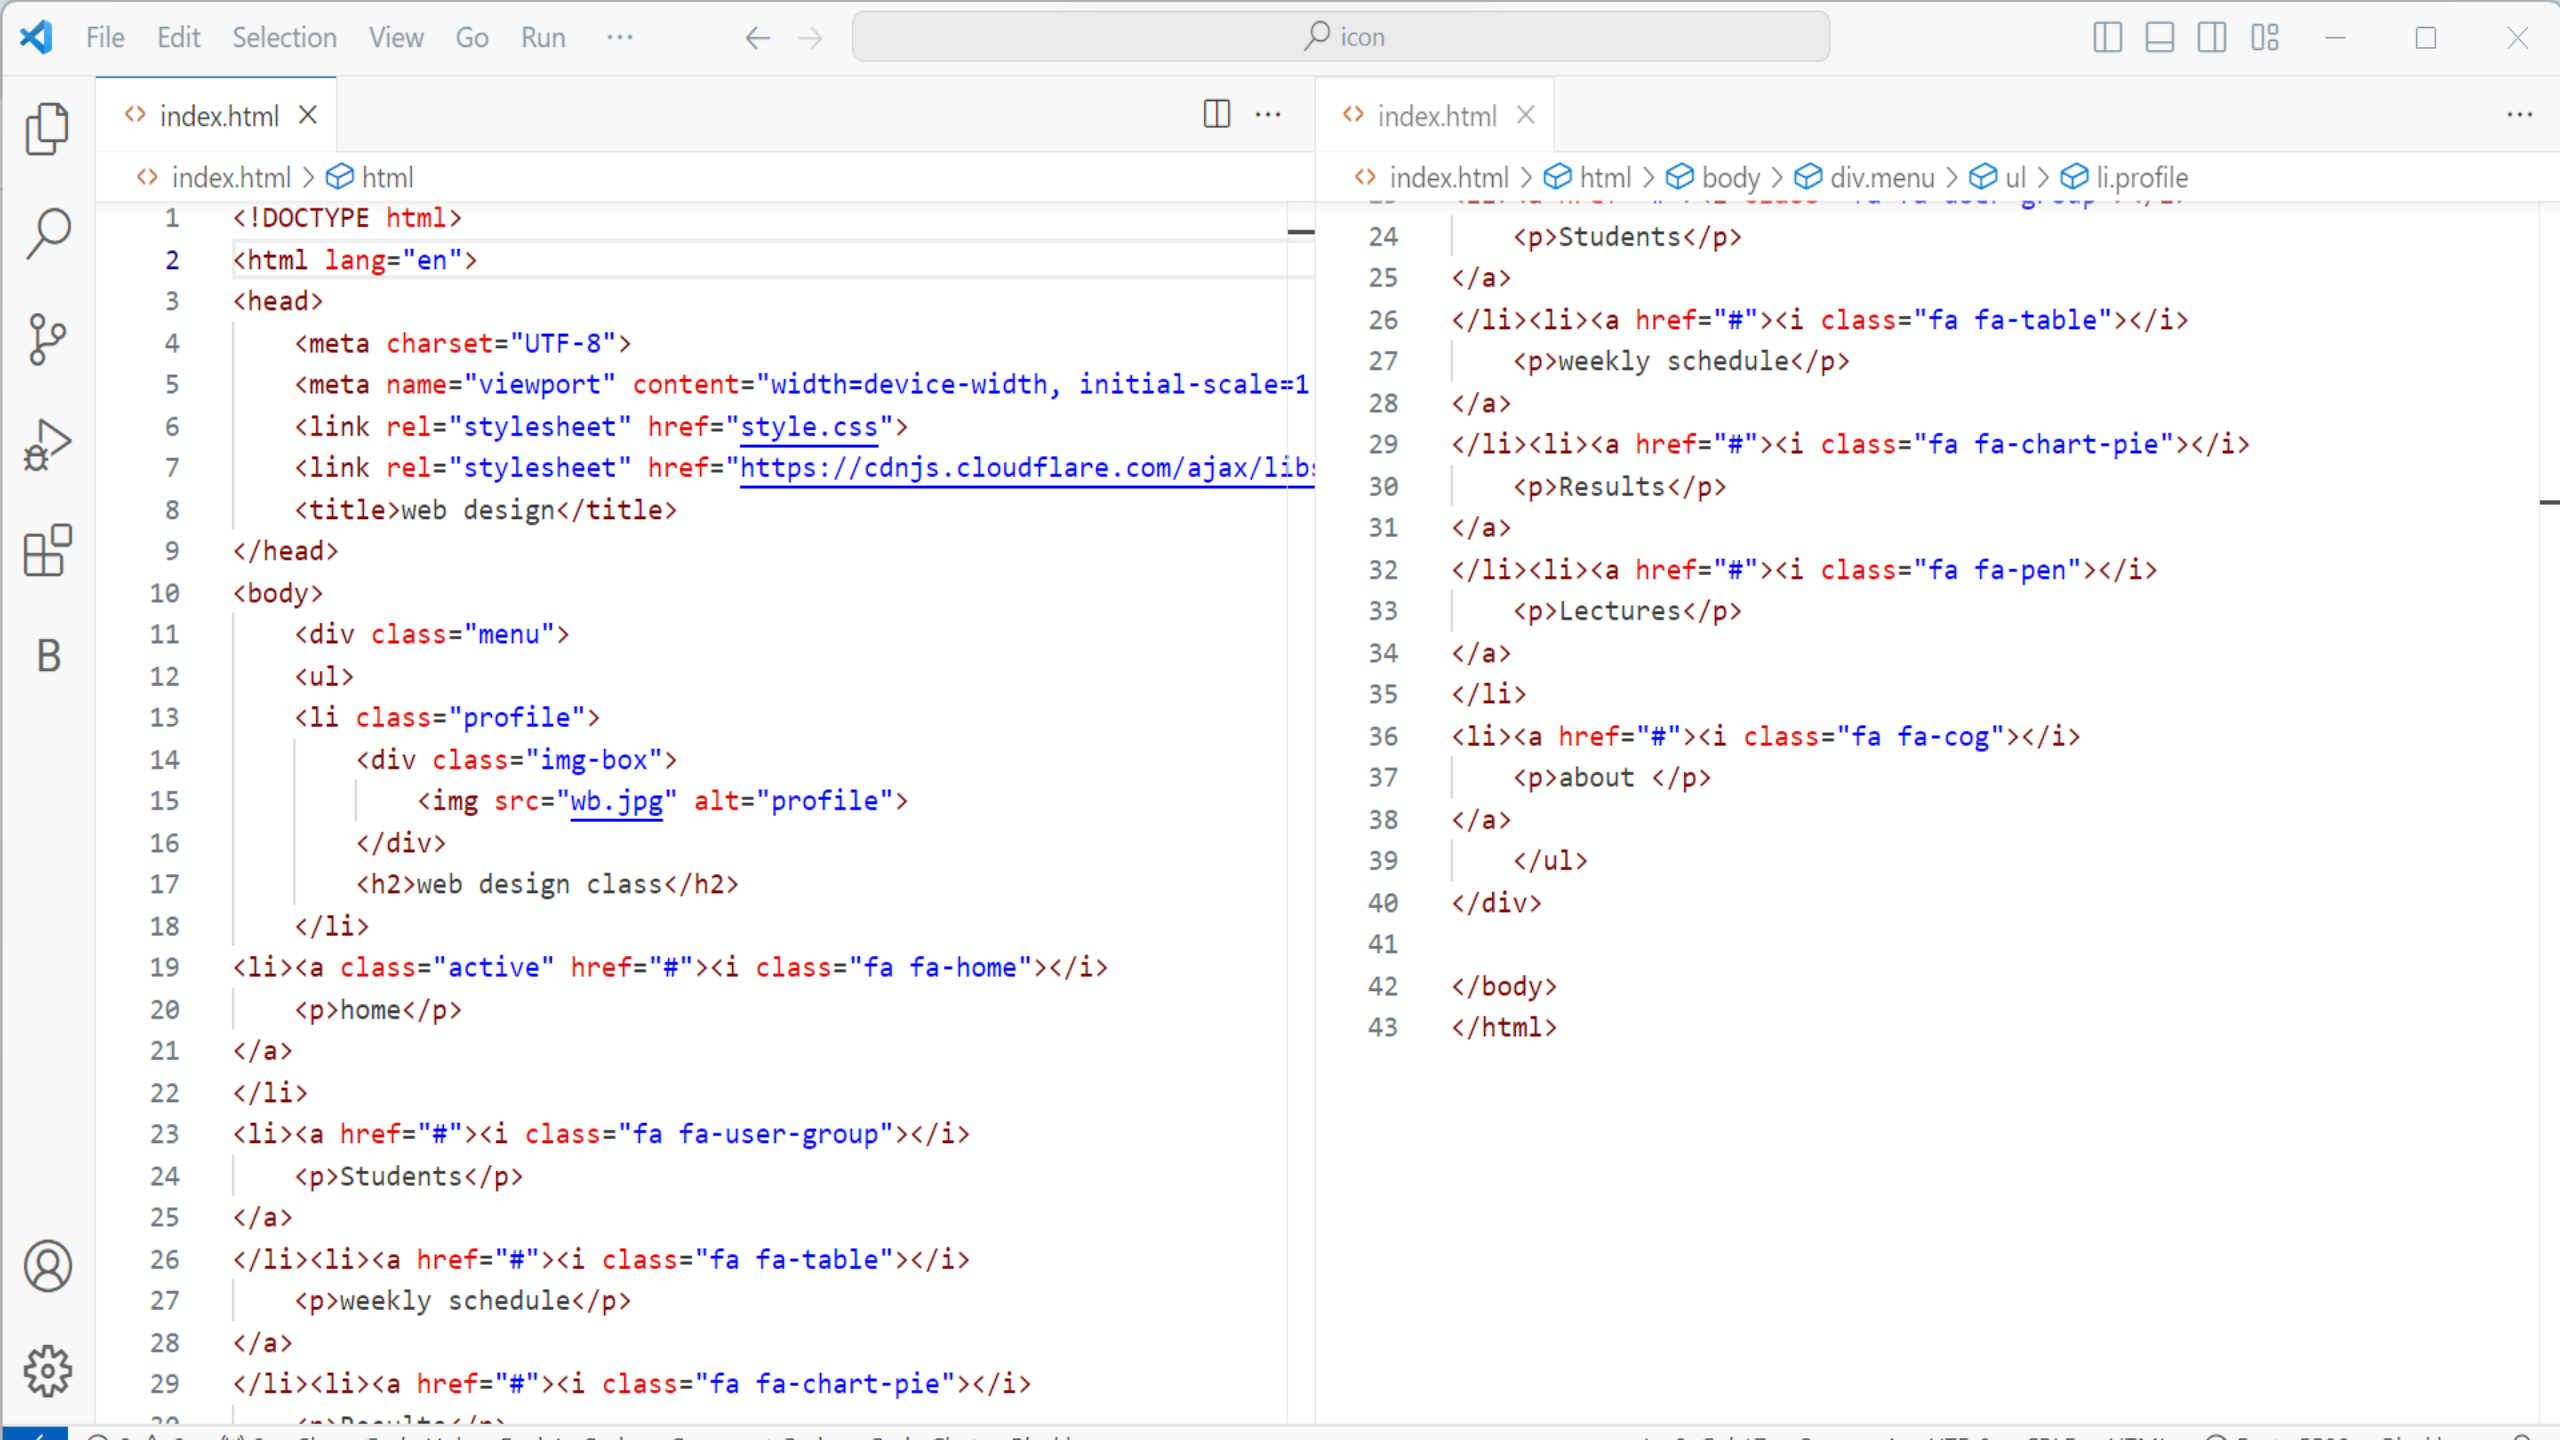 File Edit Selection View Go Run ··· icon
index.html
index.html > html
1 <!DOCTYPE html>
2 <html lang="en">
3 <head>
4 <meta charset="UTF-8">
5 <meta name="viewport" content="width=device-width, initial-scale=1
6 <link rel="stylesheet" href="style.css">
7 <link rel="stylesheet" href="https://cdnjs.cloudflare.com/ajax/libs
8 <title>web design</title>
9 </head>
10 <body>
11 <div class="menu">
12 <ul>
13 <li class="profile">
14 <div class="img-box">
15 <img src="wb.jpg" alt="profile">
16 </div>
17 <h2>web design class</h2>
18 </li>
19 <li><a class="active" href="#"><i class="fa fa-home"></i>
20 <p>home</p>
21 </a>
22 </li>
23 <li><a href="#"><i class="fa fa-user-group"></i>
24 <p>Students</p>
25 </a>
26 </li><li><a href="#"><i class="fa fa-table"></i>
27 <p>weekly schedule</p>
28 </a>
29 </li><li><a href="#"><i class="fa fa-chart-pie"></i>
30 <p>Results</p>
index.html
index.html > html > body > div.menu > ul > li.profile
24 <p>Students</p>
25 </a>
26 </li><li><a href="#"><i class="fa fa-table"></i>
27 <p>weekly schedule</p>
28 </a>
29 </li><li><a href="#"><i class="fa fa-chart-pie"></i>
30 <p>Results</p>
31 </a>
32 </li><li><a href="#"><i class="fa fa-pen"></i>
33 <p>Lectures</p>
34 </a>
35 </li>
36 <li><a href="#"><i class="fa fa-cog"></i>
37 <p>about </p>
38 </a>
39 </ul>
40 </div>
41
42 </body>
43 </html>
B